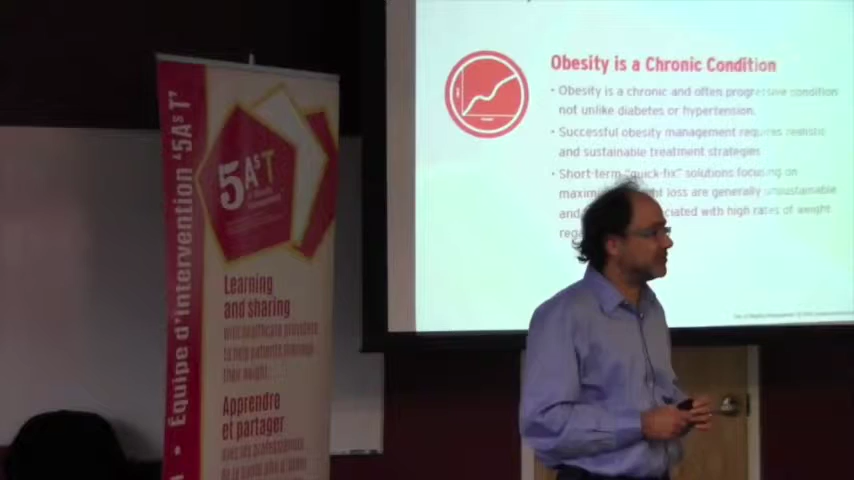 Équipe d'intervention '5AsT'
5AsT
Learning
and sharing
with healthcare providers
to help patients manage
their weight.
Apprendre
et partager
avec les professionnels
de la santé
Obesity is a Chronic Condition
• Obesity is a chronic and often progressive condition
not unlike diabetes or hypertension.
• Successful obesity management requires realistic
and sustainable treatment strategies
• Short-term "quick-fix" solutions focusing on
loss are generally unsustainable
and with high rates of weight